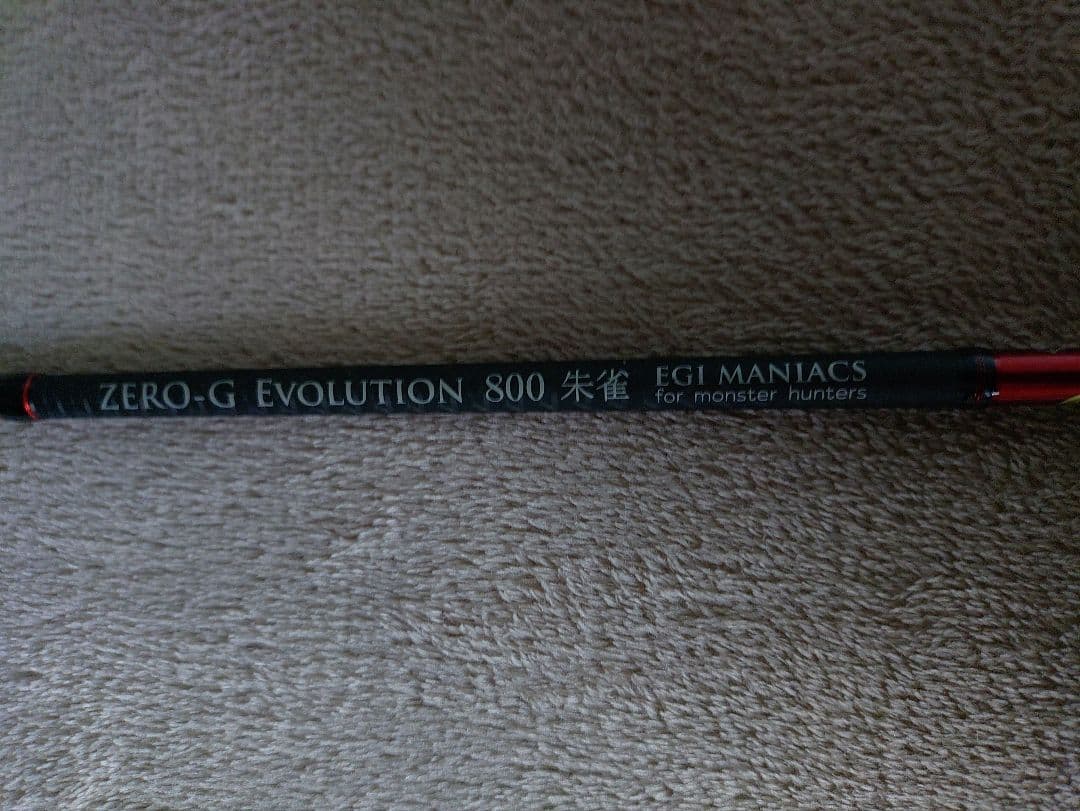 ZERO-G EVOLUTION 800 朱雀 EGI MANIACS
for monster hunters